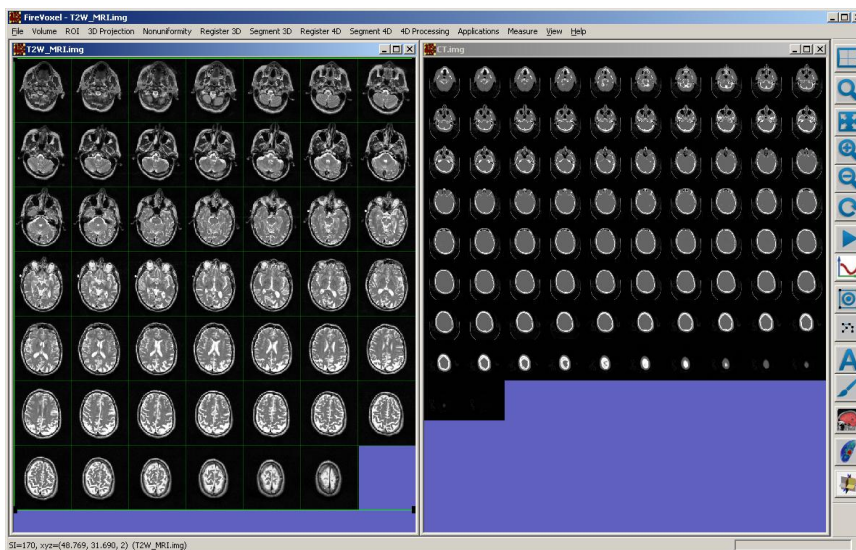 FireVoxel - T2W_MRI.img
File Volume ROI 3D Projection Nonuniformity Register 3D Segment 3D Register 4D Segment 4D 4D Processing Applications Measure View Help
T2W_MRI.img
CT.img
A
SI=170, xyz=(48.769, 31.690, 2) (T2W_MRI.img)